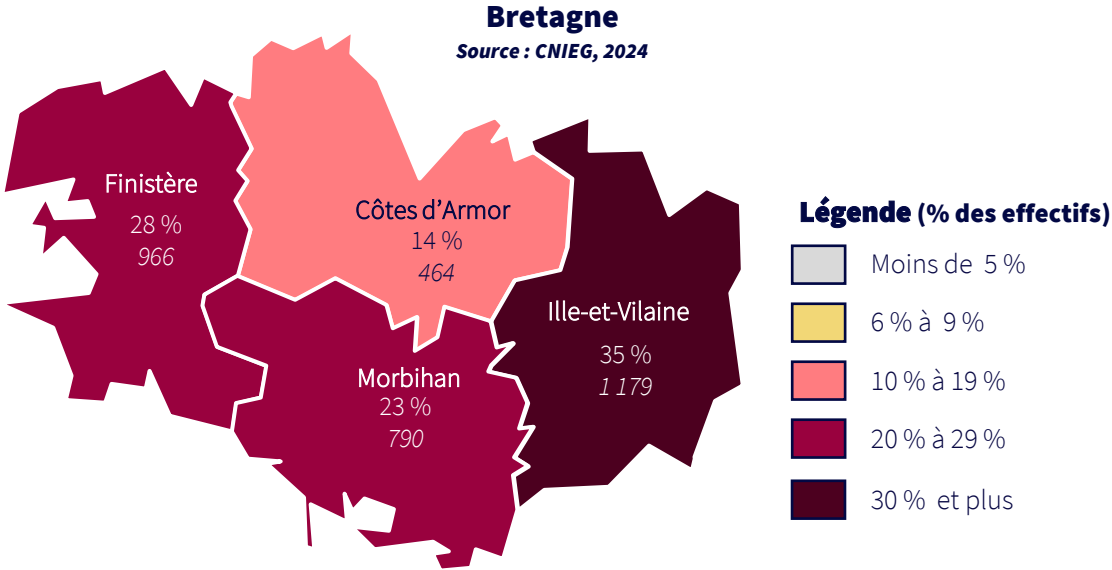 Bretagne
Source : CNIEG, 2024
Finistère
28 %
966
Côtes d’Armor
14 %
464
Ille-et-Vilaine
35 %
1 179
Morbihan
23 %
790
Légende (% des effectifs)
Moins de 5 %
6 % à 9 %
10 % à 19 %
20 % à 29 %
30 % et plus